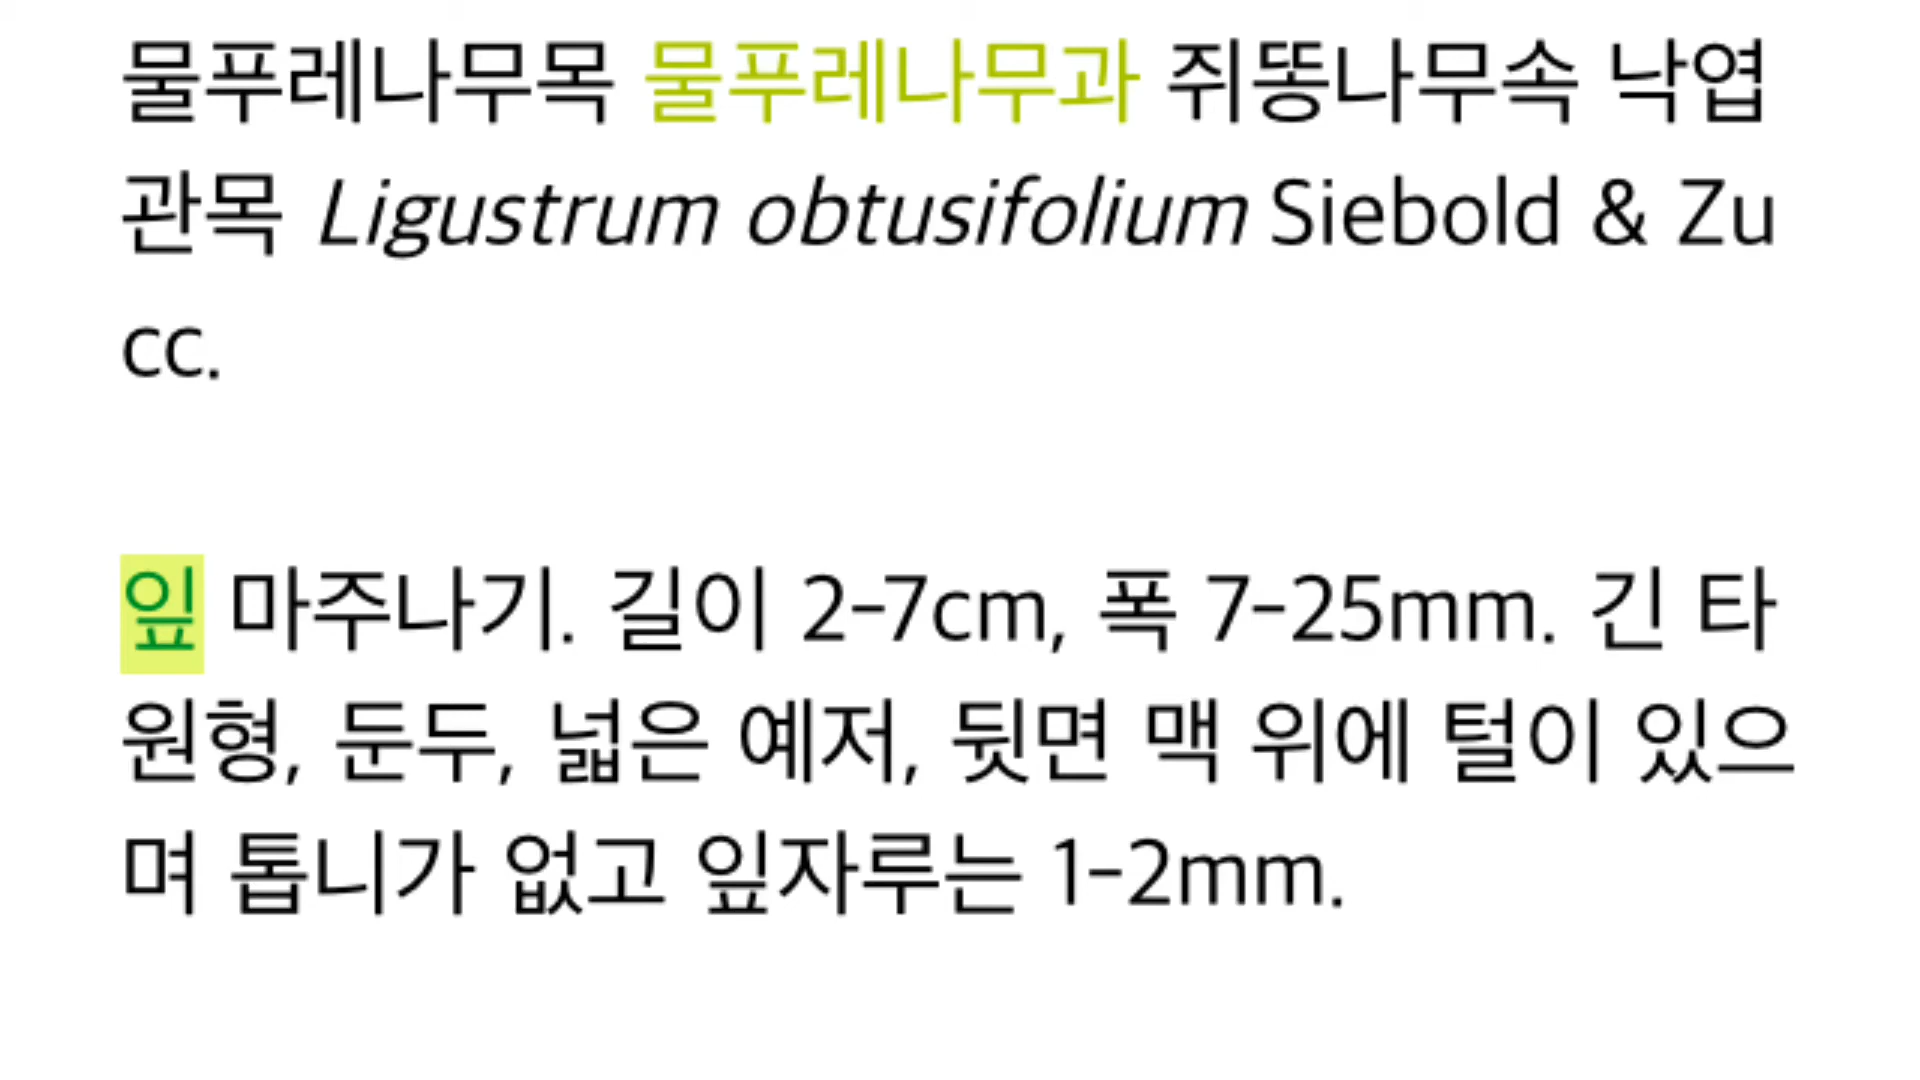 물푸레나무목 물푸레나무과 쥐똥나무속 낙엽
관목 Ligustrum obtusifolium Siebold & Zu
cc.
잎 마주나기. 길이 2-7cm, 폭 7-25mm. 긴 타
원형, 둔두, 넓은 예저, 뒷면 맥 위에 털이 있으
며 톱니가 없고 잎자루는 1-2mm.